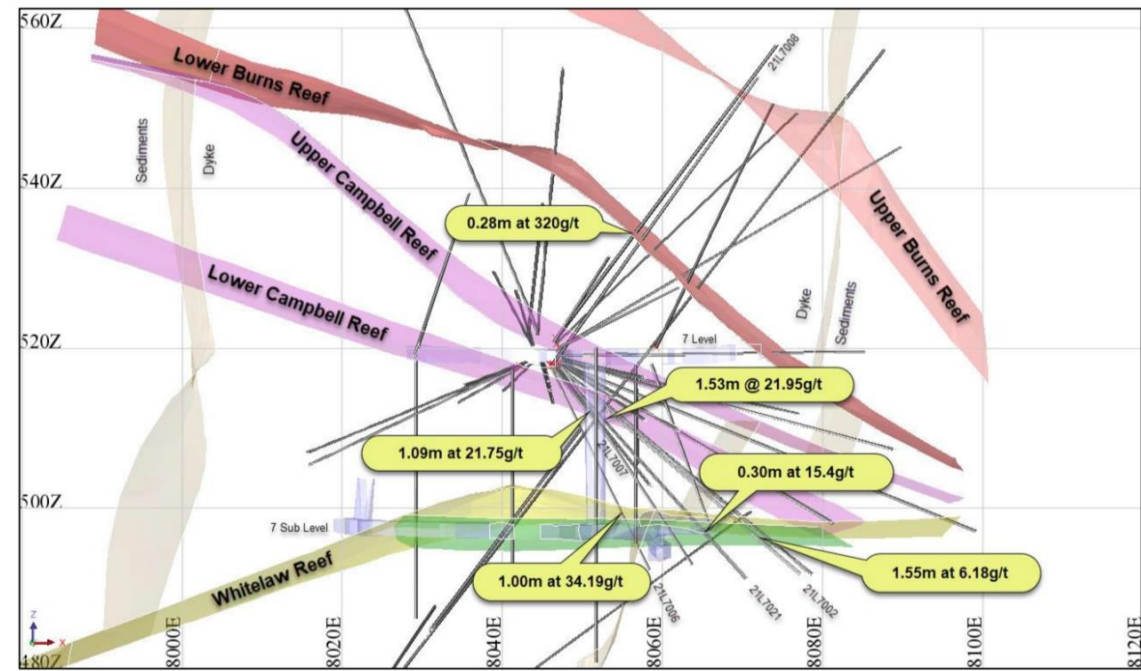 560Z
540Z
520Z
500Z
480Z
Lower Burns Reef
Upper Campbell Reef
Lower Campbell Reef
Whitelaw Reef
Upper Burns Reef
Sediments
Dyke
Dyke
Sediments
21L7008
0.28m at 320g/t
7 Level
1.53m @ 21.95g/t
1.09m at 21.75g/t
21L7007
0.30m at 15.4g/t
7 Sub Level
1.00m at 34.19g/t
1.55m at 6.18g/t
21L7006
21L7021
21L7002
Z
X
8000E
8020E
8040E
8060E
8080E
8100E
8120E